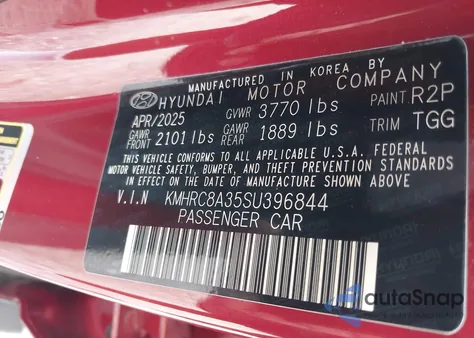 MANUFACTURED IN KOREA BY
HYUNDAI MOTOR COMPANY
APR/2025 GVWR 3770 lbs PAINT R2P
GAWR FRONT 2101 lbs GAWR REAR 1889 lbs TRIM TGG
THIS VEHICLE CONFORMS TO ALL APPLICABLE U.S.A. FEDERAL
MOTOR VEHICLE SAFETY, BUMPER, AND THEFT PREVENTION STANDARDS
IN EFFECT ON THE DATE OF MANUFACTURE SHOWN ABOVE
V.I.N KMHRC8A35SU396844
PASSENGER CAR
autoSnap